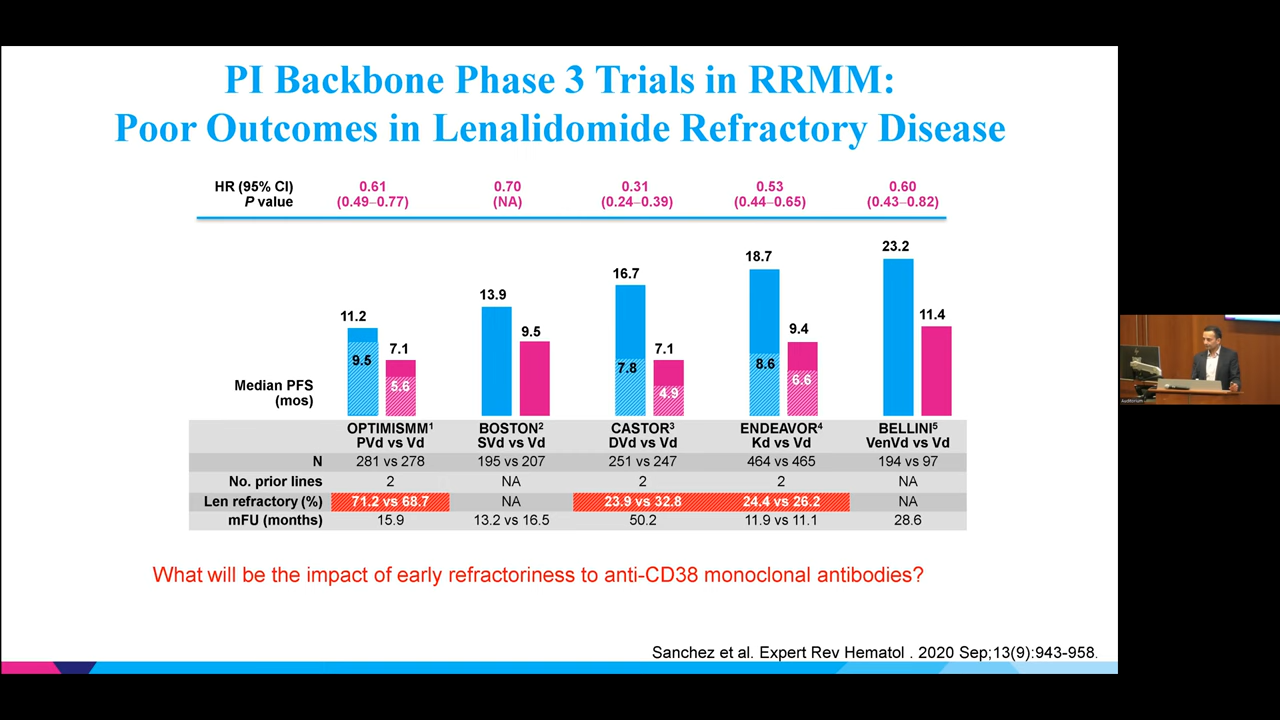 PI Backbone Phase 3 Trials in RRMM:
Poor Outcomes in Lenalidomide Refractory Disease
HR (95% CI) 0.61 0.70 0.31 0.53 0.60
P value (0.49–0.77) (NA) (0.24–0.39) (0.44–0.65) (0.43–0.82)
23.2
18.7
16.7
13.9
11.2 11.4
9.5 9.4
7.1 7.1
9.5 7.8 8.6
5.6 4.9 6.6
Median PFS
(mos)
OPTIMISMM¹ BOSTON² CASTOR³ ENDEAVOR⁴ BELLINI⁵
PVd vs Vd SVd vs Vd DVd vs Vd Kd vs Vd VenVd vs Vd
N 281 vs 278 195 vs 207 251 vs 247 464 vs 465 194 vs 97
No. prior lines 2 NA 2 2 NA
Len refractory (%) 71.2 vs 68.7 NA 23.9 vs 32.8 24.4 vs 26.2 NA
mFU (months) 15.9 13.2 vs 16.5 50.2 11.9 vs 11.1 28.6
What will be the impact of early refractoriness to anti-CD38 monoclonal antibodies?
Sanchez et al. Expert Rev Hematol . 2020 Sep;13(9):943-958.
Auditorium